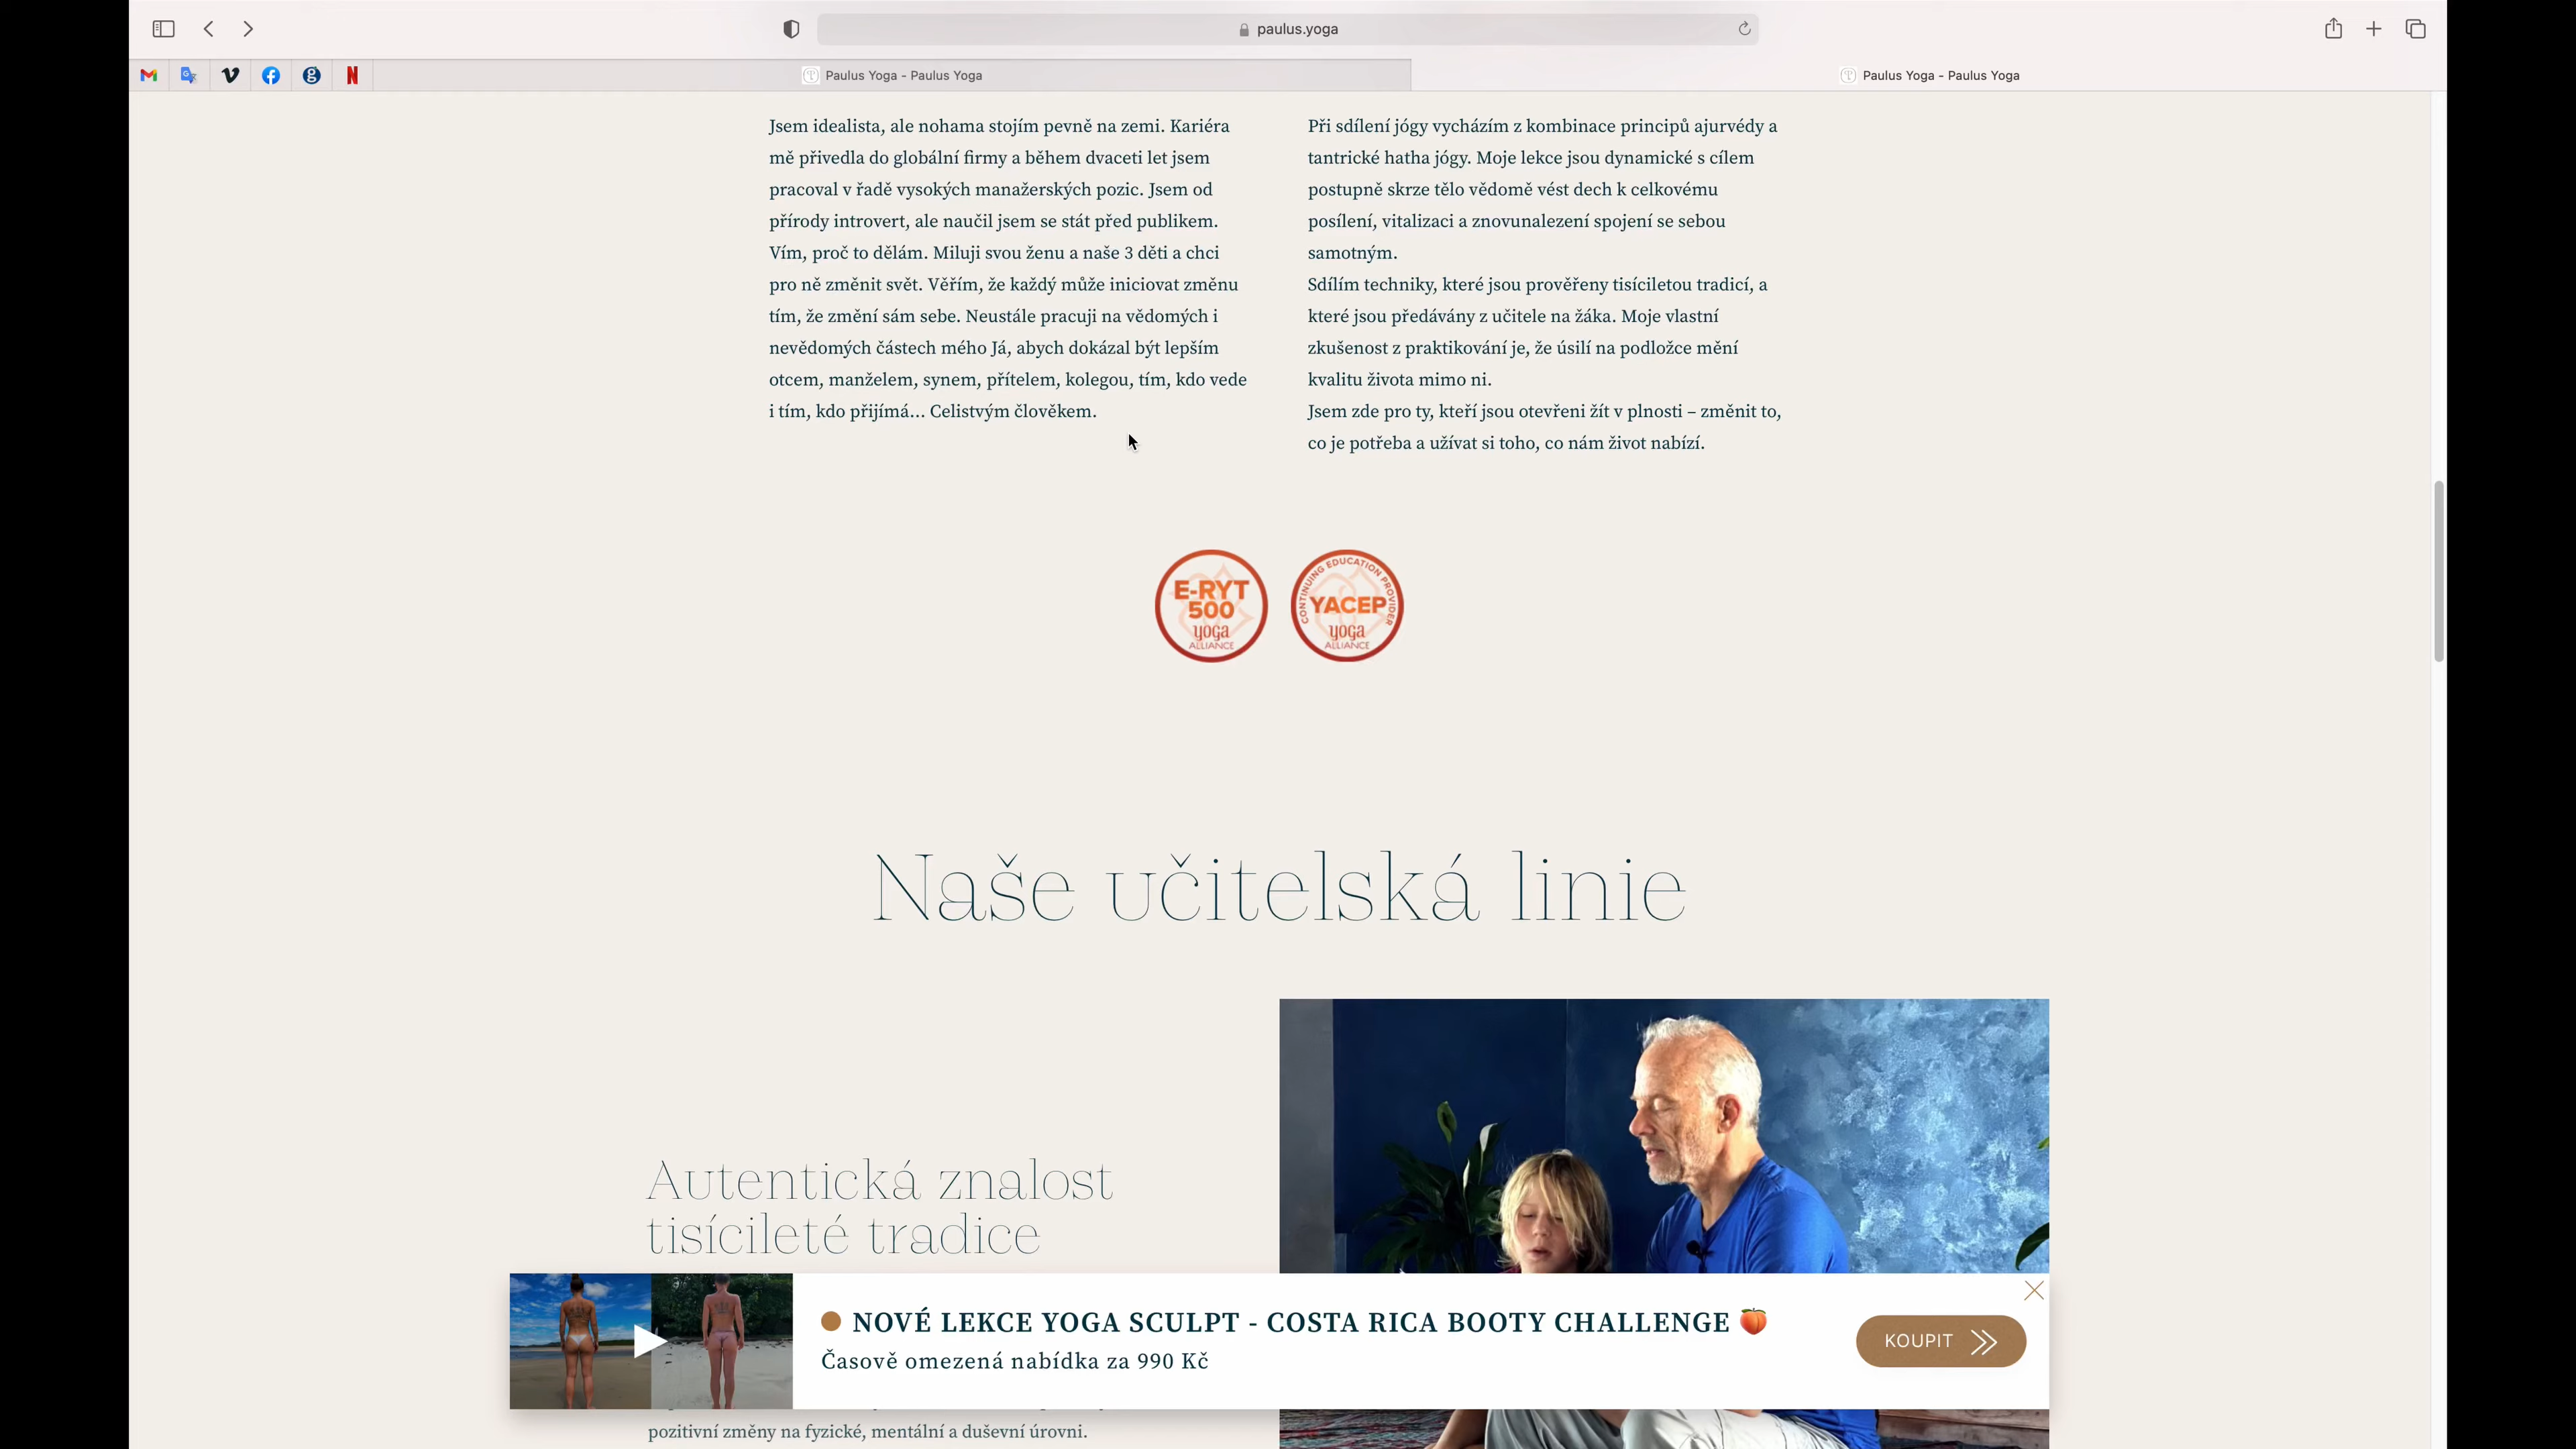 paulus.yoga
Paulus Yoga - Paulus Yoga
Paulus Yoga - Paulus Yoga
Jsem idealista, ale nohama stojím pevně na zemi. Kariéra
mě přivedla do globální firmy a během dvaceti let jsem
pracoval v řadě vysokých manažerských pozic. Jsem od
přírody introvert, ale naučil jsem se stát před publikem.
Vím, proč to dělám. Miluji svou ženu a naše 3 děti a chci
pro ně změnit svět. Věřím, že každý může iniciovat změnu
tím, že změní sám sebe. Neustále pracuji na vědomých i
nevědomých částech mého Já, abych dokázal být lepším
otcem, manželem, synem, přítelem, kolegou, tím, kdo vede
i tím, kdo přijímá... Celistvým člověkem.
Při sdílení jógy vycházím z kombinace principů ajurvédy a
tantrické hatha jógy. Moje lekce jsou dynamické s cílem
postupně skrze tělo vědomě vést dech k celkovému
posílení, vitalizaci a znovunalezení spojení se sebou
samotným.
Sdílím techniky, které jsou prověřeny tisíciletou tradicí, a
které jsou předávány z učitele na žáka. Moje vlastní
zkušenost z praktikování je, že úsilí na podložce mění
kvalitu života mimo ni.
Jsem zde pro ty, kteří jsou otevřeni žít v plnosti – změnit to,
co je potřeba a užívat si toho, co nám život nabízí.
E-RYT
500
yoga
ALLIANCE
CONTINUING EDUCATION PROVIDER
YACEP
yoga
ALLIANCE
Naše učitelská linie
Autentická znalost
tisícileté tradice
NOVÉ LEKCE YOGA SCULPT - COSTA RICA BOOTY CHALLENGE 🍑
Časově omezená nabídka za 990 Kč
KOUPIT
pozitivní změny na fyzické, mentální a duševní úrovni.